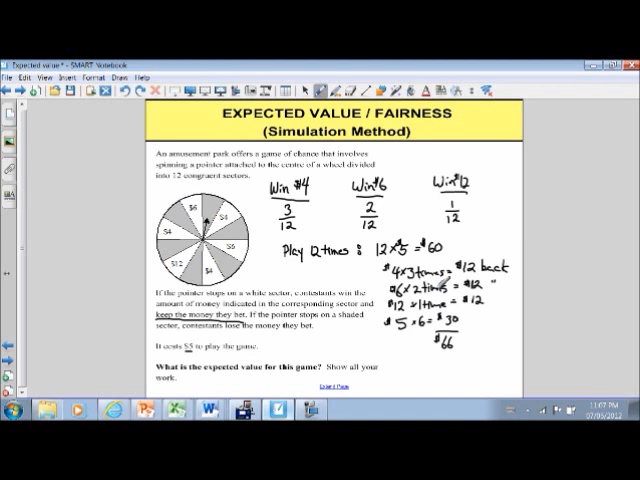 Expected value * - SMART Notebook
File Edit View Insert Format Draw Help
EXPECTED VALUE / FAIRNESS
(Simulation Method)
An amusement park offers a game of chance that involves
spinning a pointer attached to the centre of a wheel divided
into 12 congruent sectors.
Win $4 Win $6 Win $12
3/12 2/12 1/12
$6
$4
$6
$4
$12
$4
Play 12 times : 12 x $5 = $60
$4 x 3 times = $12 back
$6 x 2 times = $12 "
$12 x 1 time = $12
$5 x 6 = $30
$66
If the pointer stops on a white sector, contestants win the
amount of money indicated in the corresponding sector and
keep the money they bet. If the pointer stops on a shaded
sector, contestants lose the money they bet.
It costs $5 to play the game.
What is the expected value for this game? Show all your
work.
Extend Page
11:07 PM
07/05/2012